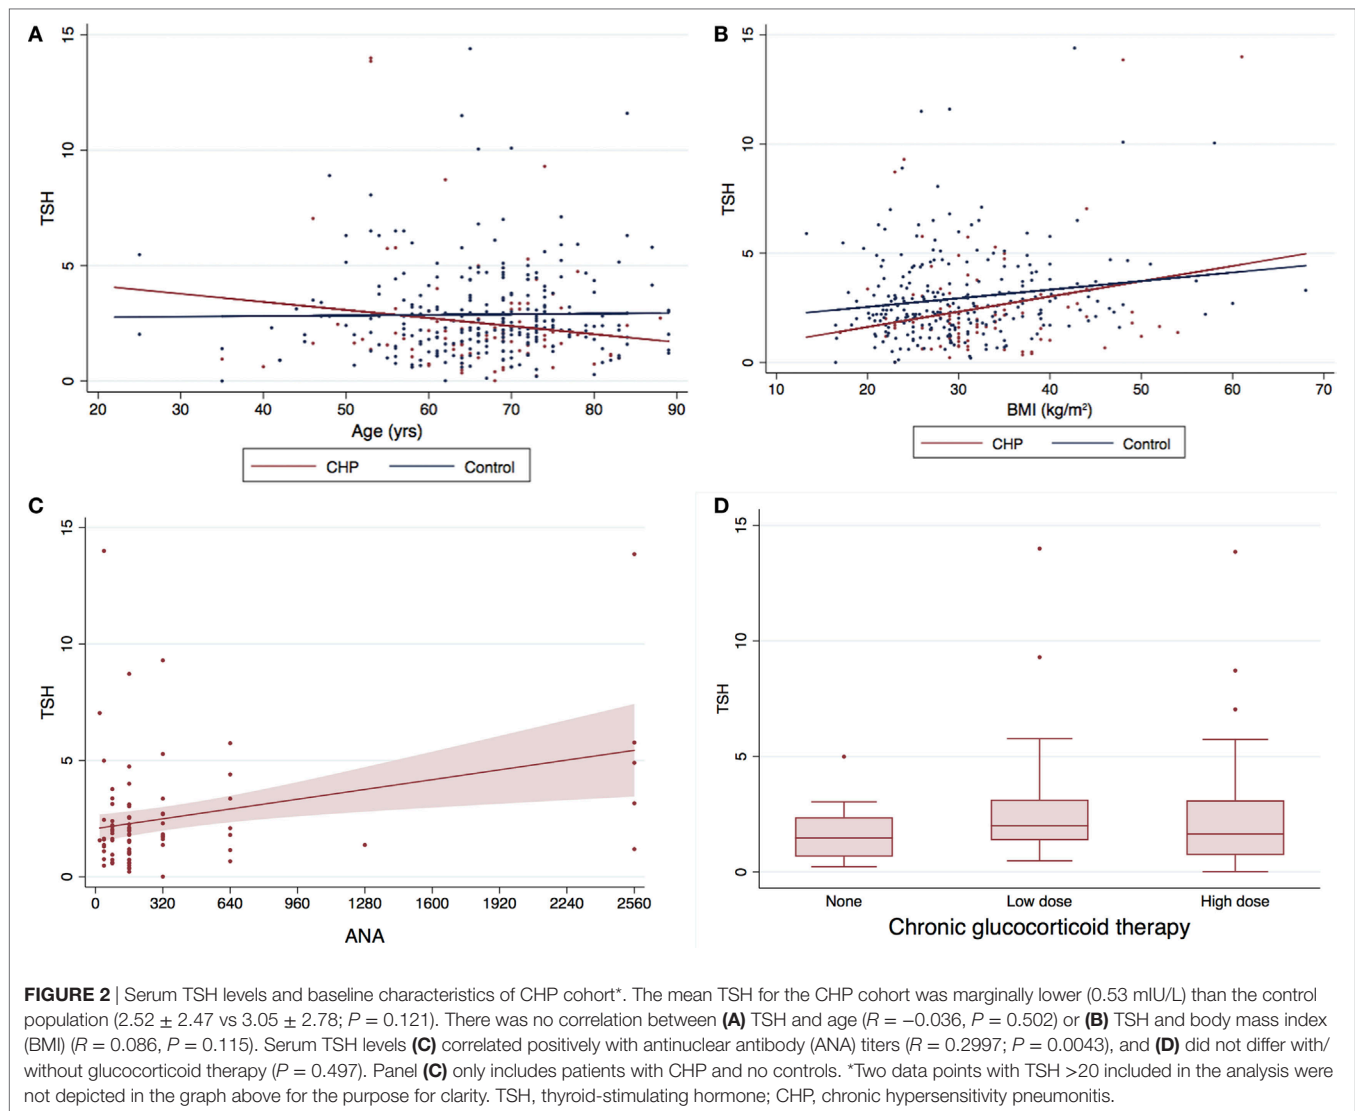 A
15
10
5
0
TSH
20 30 40 50 60 70 80 90
Age (yrs)
CHP Control
B
15
10
5
0
TSH
10 20 30 40 50 60 70
BMI (kg/m²)
CHP Control
C
15
10
5
0
TSH
0 320 640 960 1280 1600 1920 2240 2560
ANA
D
15
10
5
0
TSH
None Low dose High dose
Chronic glucocorticoid therapy
FIGURE 2 | Serum TSH levels and baseline characteristics of CHP cohort*. The mean TSH for the CHP cohort was marginally lower (0.53 mIU/L) than the control
population (2.52 ± 2.47 vs 3.05 ± 2.78; P = 0.121). There was no correlation between (A) TSH and age (R = −0.036, P = 0.502) or (B) TSH and body mass index
(BMI) (R = 0.086, P = 0.115). Serum TSH levels (C) correlated positively with antinuclear antibody (ANA) titers (R = 0.2997; P = 0.0043), and (D) did not differ with/
without glucocorticoid therapy (P = 0.497). Panel (C) only includes patients with CHP and no controls. *Two data points with TSH >20 included in the analysis were
not depicted in the graph above for the purpose for clarity. TSH, thyroid-stimulating hormone; CHP, chronic hypersensitivity pneumonitis.